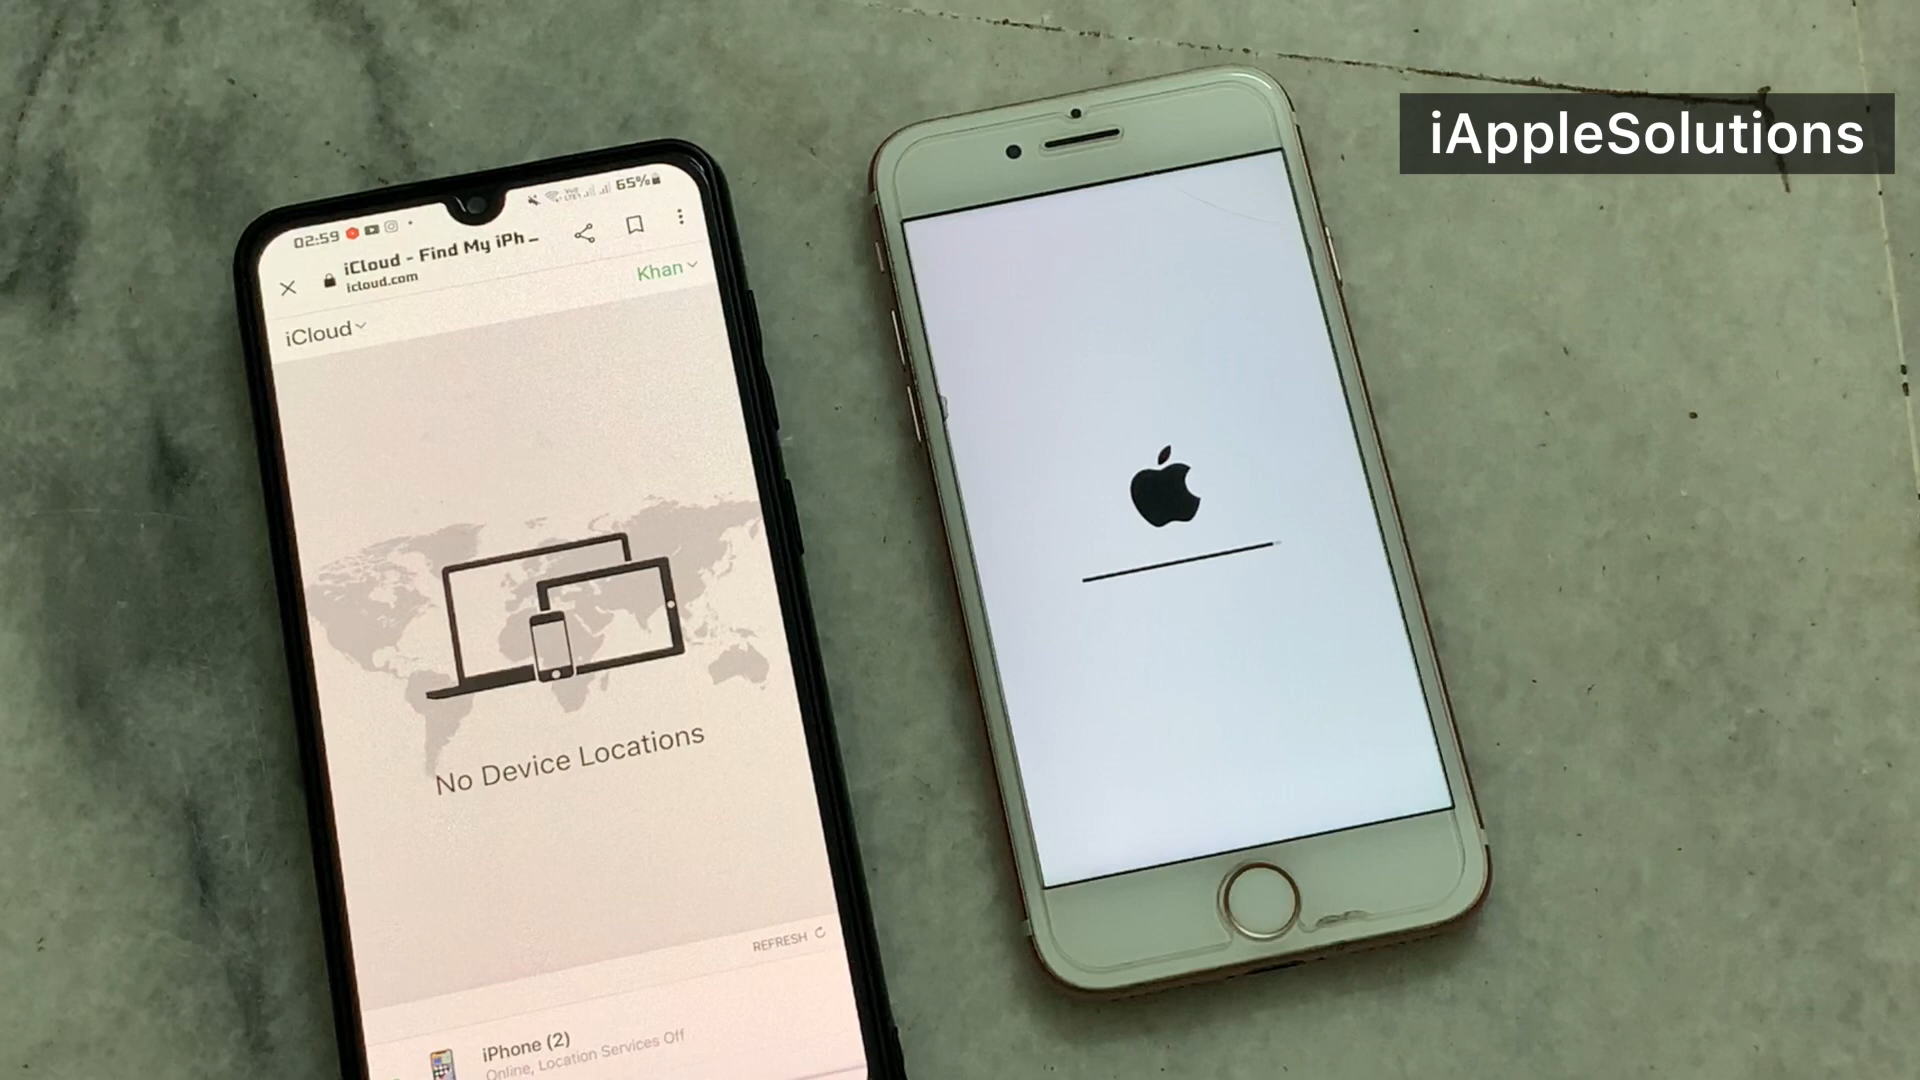 iAppleSolutions
02:59
65%
iCloud - Find My iPh
icloud.com
Khan
iCloud
No Device Locations
REFRESH
iPhone (2)
Online, Location Services Off